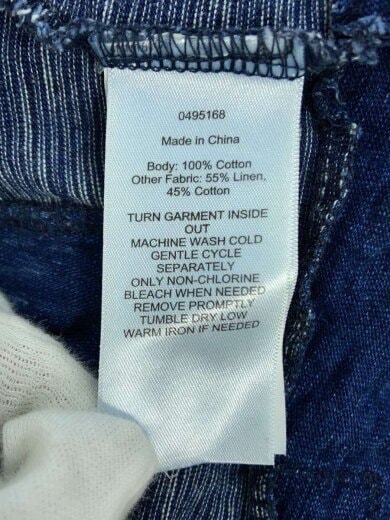 0495168
Made in China
Body: 100% Cotton
Other Fabric: 55% Linen,
45% Cotton
TURN GARMENT INSIDE
OUT
MACHINE WASH COLD
GENTLE CYCLE
SEPARATELY
ONLY NON-CHLORINE
BLEACH WHEN NEEDED
REMOVE PROMPTLY
TUMBLE DRY LOW
WARM IRON IF NEEDED